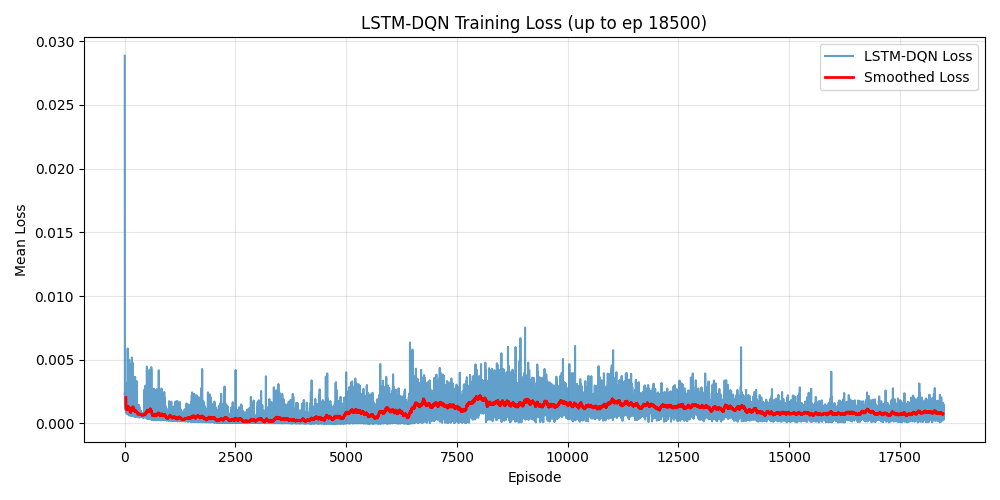 LSTM-DQN Training Loss (up to ep 18500)
0.030
0.025
0.020
0.015
0.010
0.005
0.000
Mean Loss
LSTM-DQN Loss
Smoothed Loss
0 2500 5000 7500 10000 12500 15000 17500
Episode